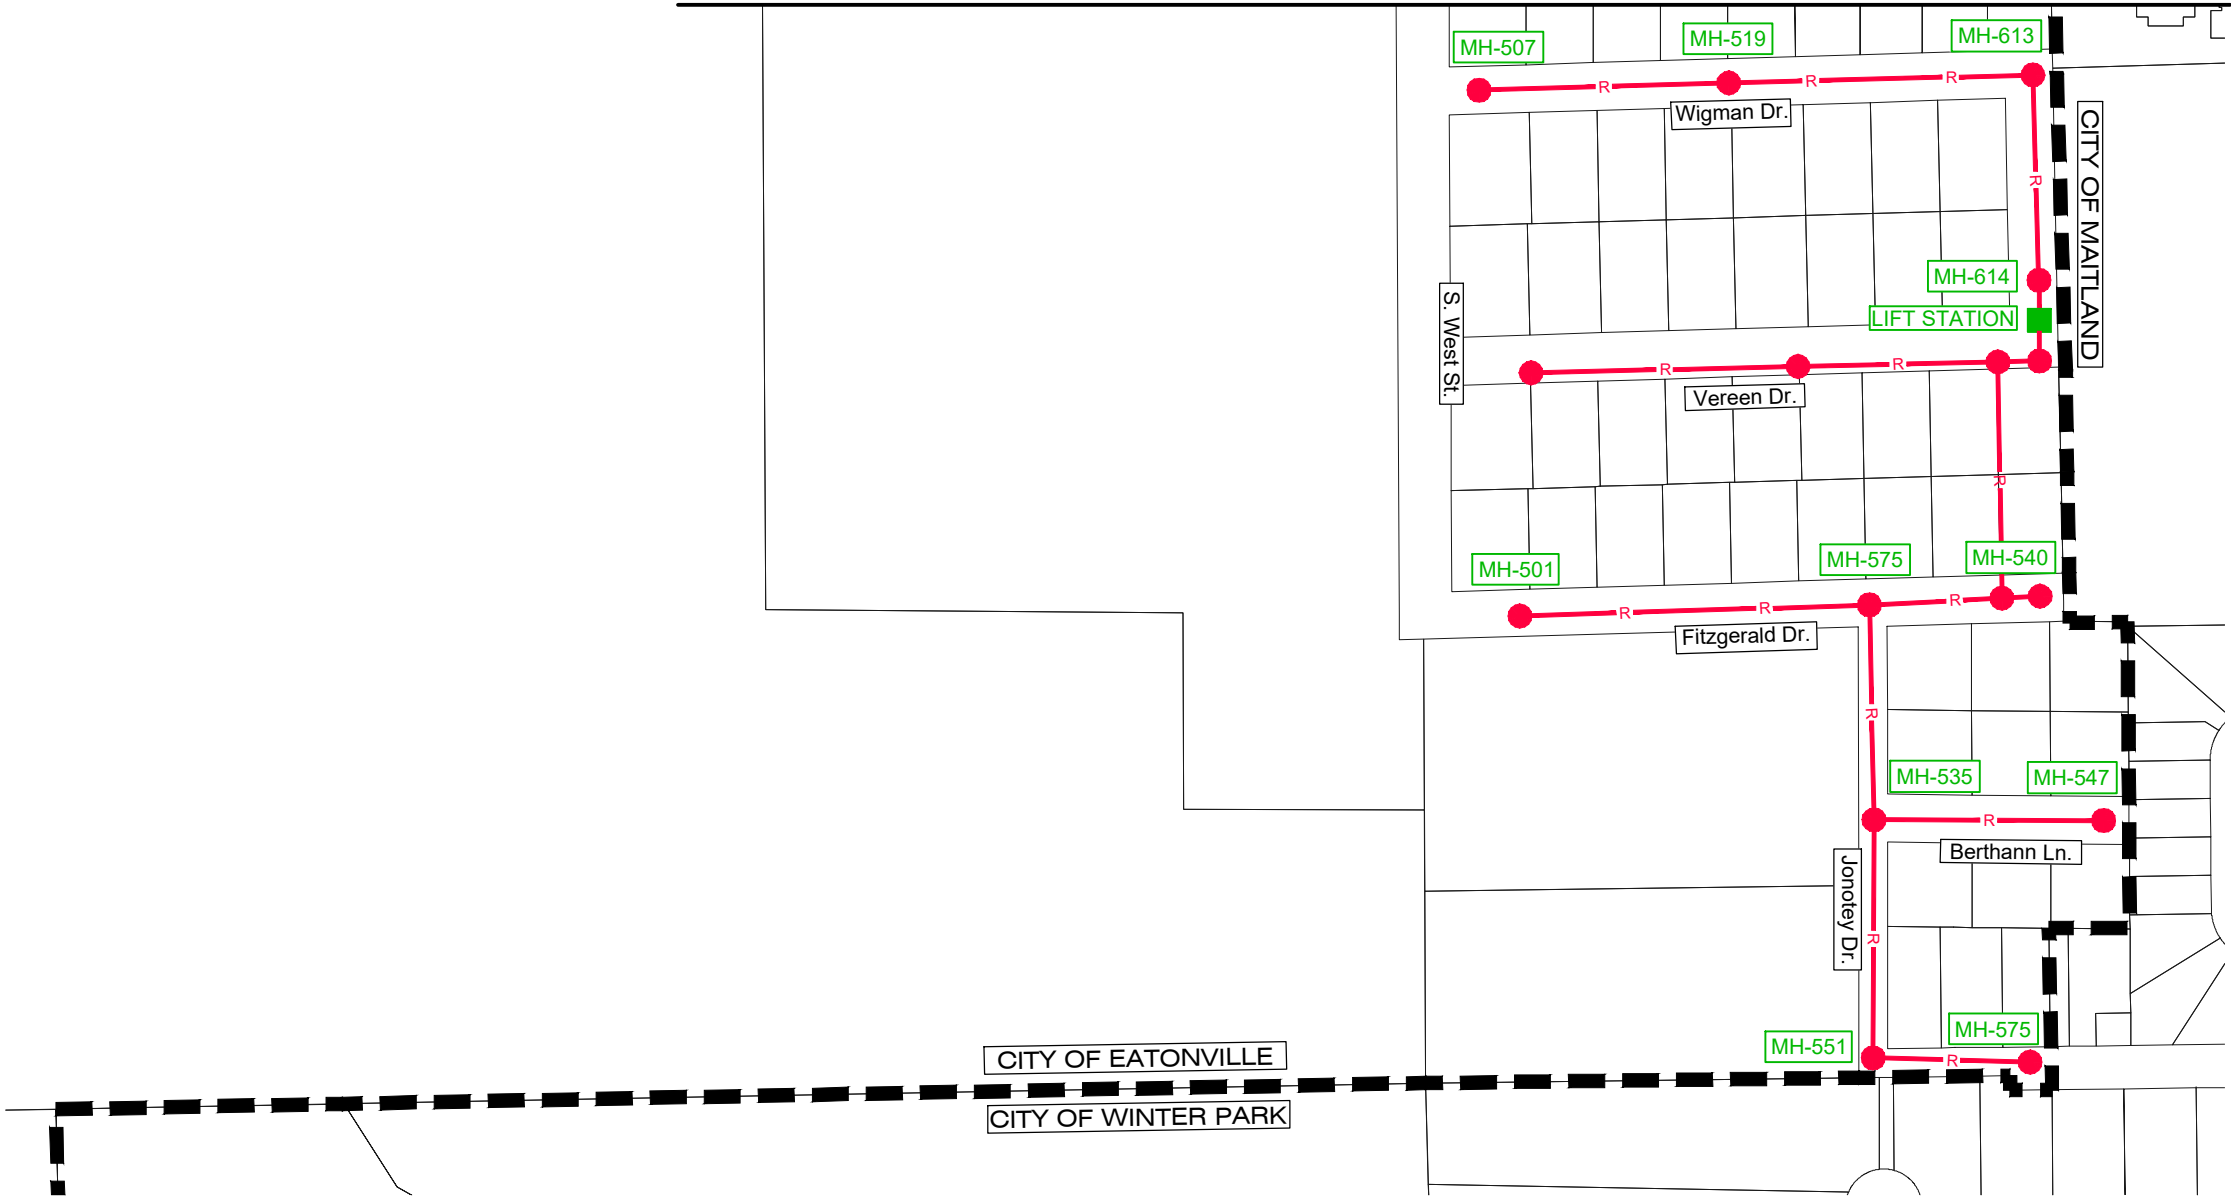 MH-507
MH-519
MH-613
R
R
R
Wigman Dr.
CITY OF MAITLAND
R
MH-614
LIFT STATION
S. West St.
R
R
Vereen Dr.
R
MH-501
MH-575
MH-540
R
R
R
Fitzgerald Dr.
R
MH-535
MH-547
R
Berthann Ln.
Jonotey Dr.
R
MH-575
MH-551
R
CITY OF EATONVILLE
CITY OF WINTER PARK